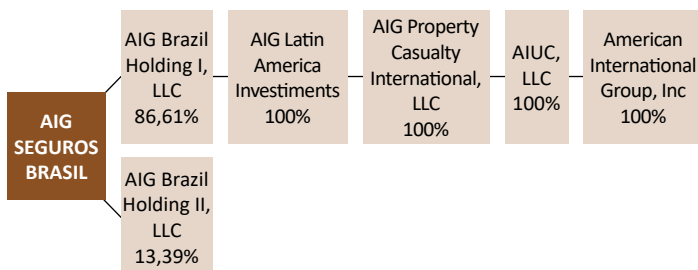 AIG
SEGUROS
BRASIL
AIG Brazil
Holding I,
LLC
86,61%
AIG Latin
America
Investments
100%
AIG Property
Casualty
International,
LLC
100%
AIUC,
LLC
100%
American
International
Group, Inc
100%
AIG Brazil
Holding II,
LLC
13,39%